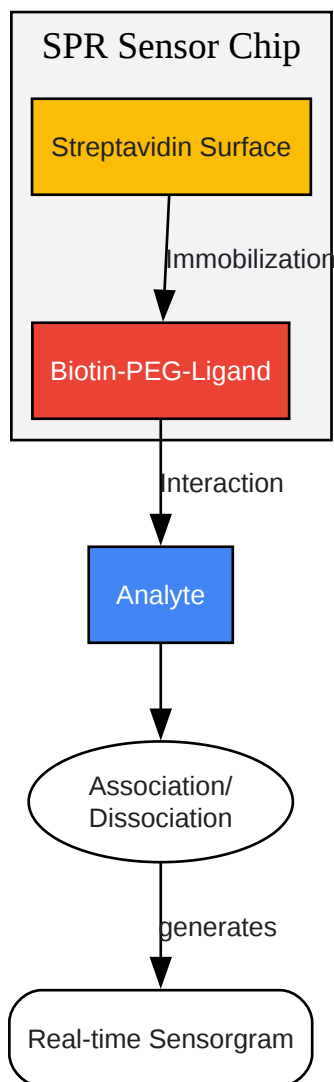 SPR Sensor Chip
Streptavidin Surface
Immobilization
Biotin-PEG-Ligand
Interaction
Analyte
Association/
Dissociation
generates
Real-time Sensorgram